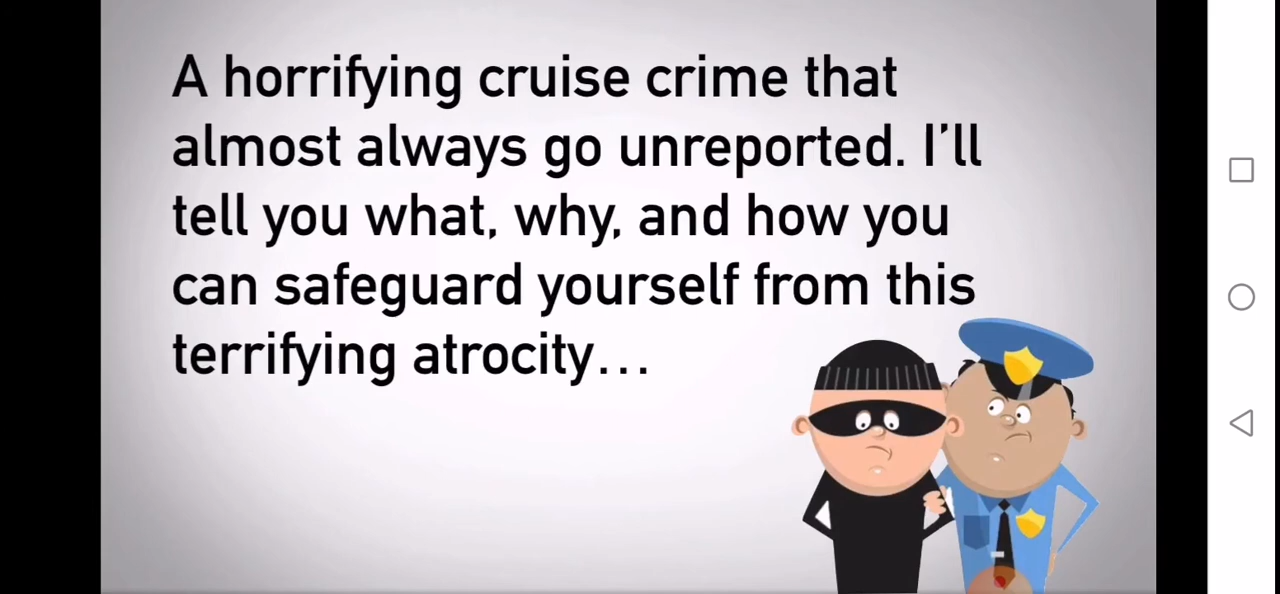 A horrifying cruise crime that
almost always go unreported. I’ll
tell you what, why, and how you
can safeguard yourself from this
terrifying atrocity…